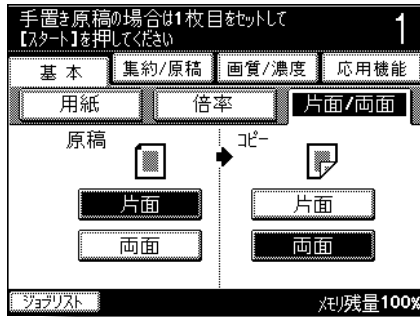 手置き原稿の場合は1枚目をセットして 1
【スタート】を押してください
基本 集約/原稿 画質/濃度 応用機能
用紙 倍率 片面/両面
原稿 コピー
片面 片面
両面 両面
ジョブリスト メモリ残量100%